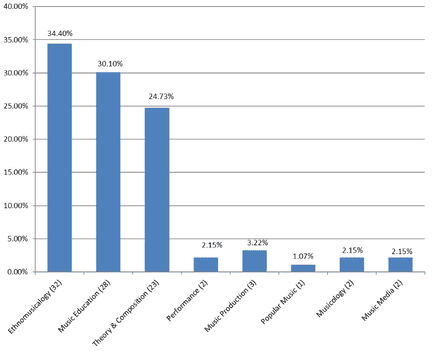 40.00%
35.00%
30.00%
25.00%
20.00%
15.00%
10.00%
5.00%
0.00%
34.40%
30.10%
24.73%
2.15%
3.22%
1.07%
2.15%
2.15%
Ethnomusicalogy (32)
Music Education (28)
Theory & Composition (23)
Performance (2)
Music Production (3)
Popular Music (1)
Musicology (2)
Music Media (2)